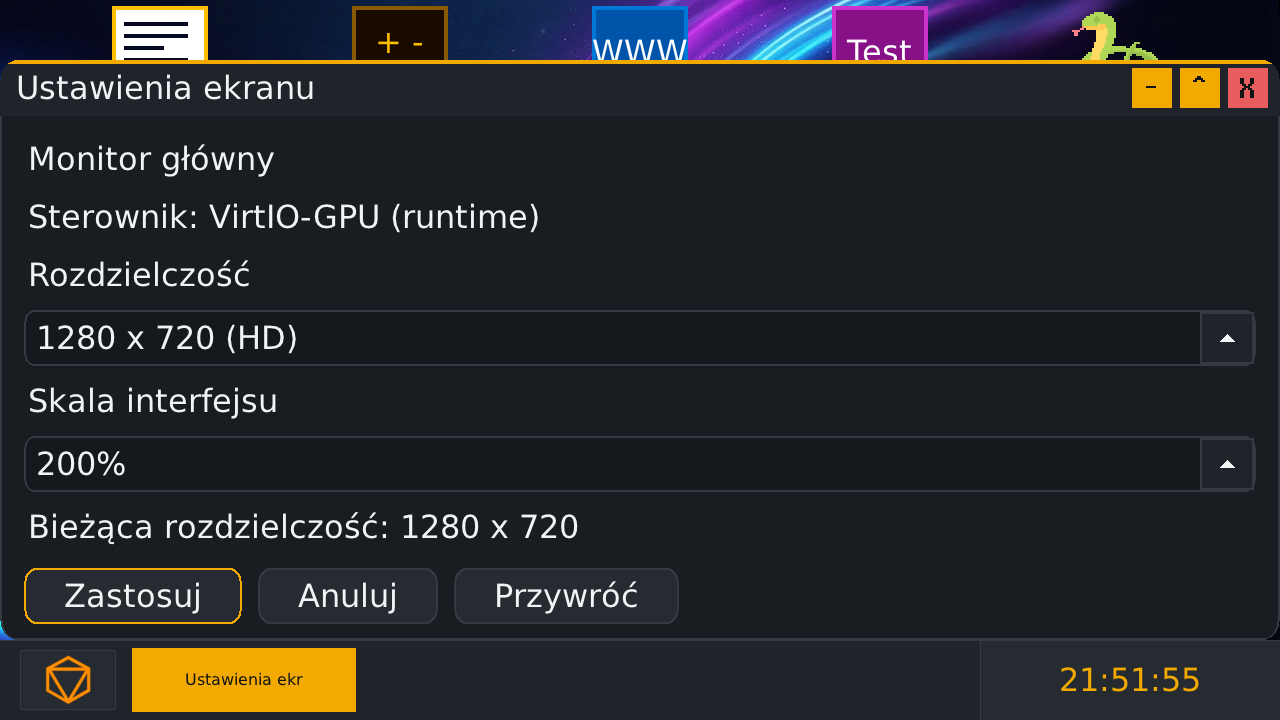 + -
WWW
Test
Ustawienia ekranu
- ^ X
Monitor główny
Sterownik: VirtIO-GPU (runtime)
Rozdzielczość
1280 x 720 (HD)
Skala interfejsu
200%
Bieżąca rozdzielczość: 1280 x 720
Zastosuj Anuluj Przywróć
Ustawienia ekr
21:51:55